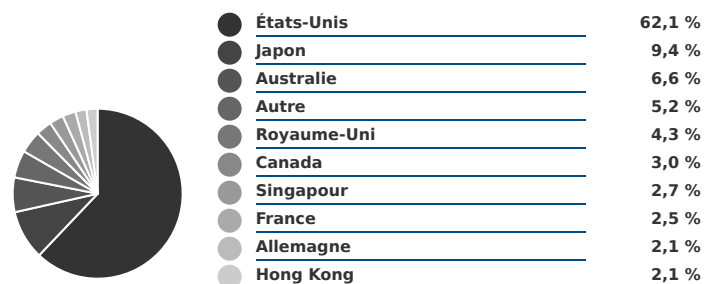 États-Unis 62,1 %
Japon 9,4 %
Australie 6,6 %
Autre 5,2 %
Royaume-Uni 4,3 %
Canada 3,0 %
Singapour 2,7 %
France 2,5 %
Allemagne 2,1 %
Hong Kong 2,1 %